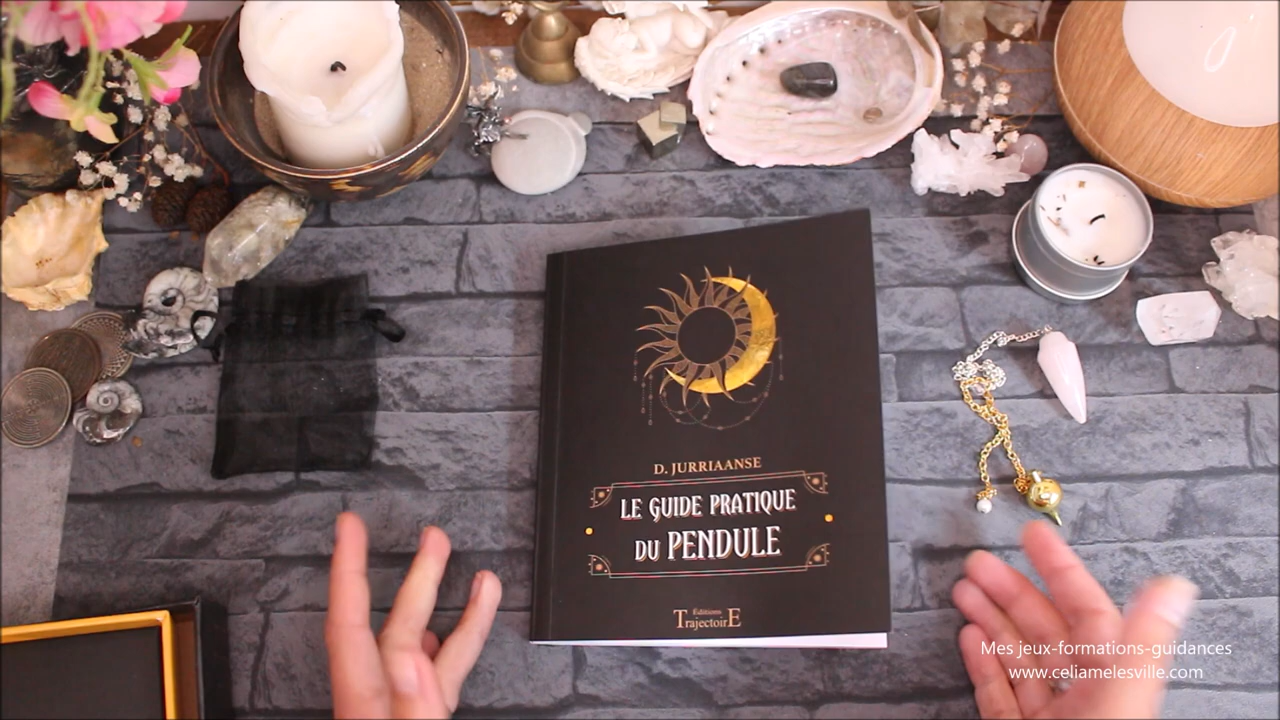 D. JURRIAANSE
LE GUIDE PRATIQUE
DU PENDULE
Éditions
TrajectoirE
Mes jeux-formations-guidances
www.celiamelesville.com